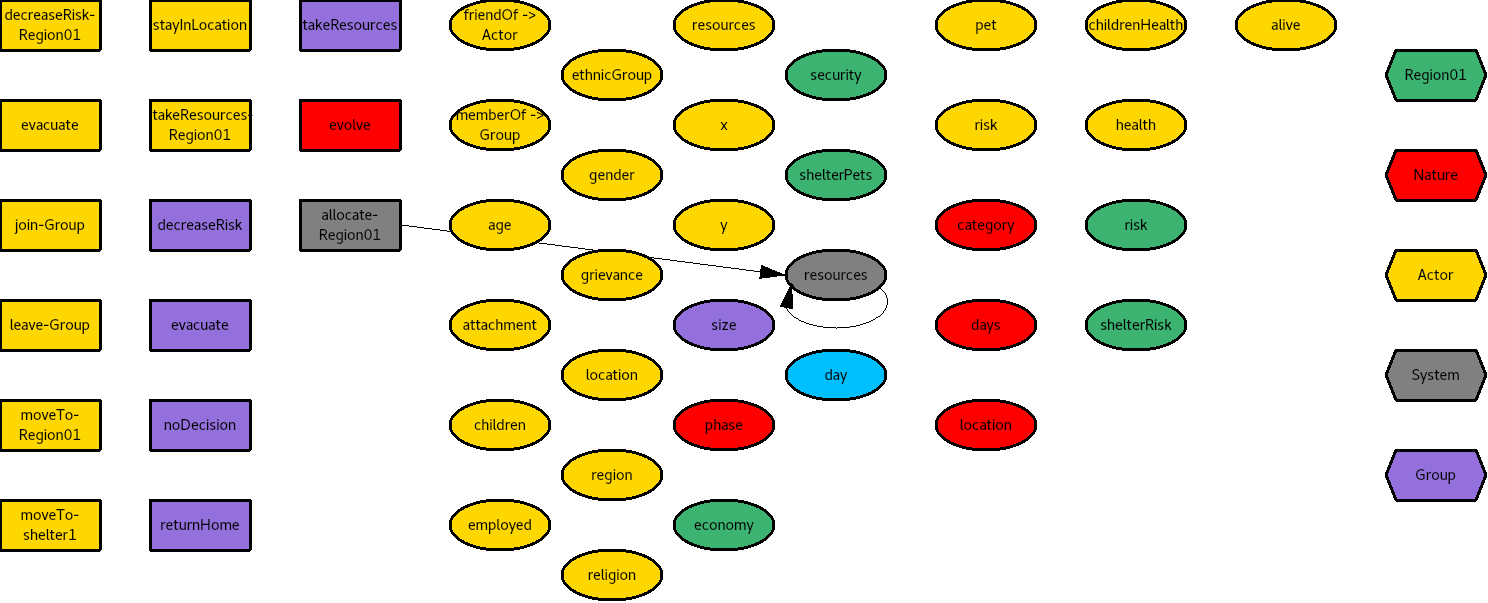 decreaseRisk-
Region01
stayInLocation
takeResources
friendOf ->
Actor
resources
pet
childrenHealth
alive
ethnicGroup
security
Region01
evacuate
takeResources-
Region01
evolve
memberOf ->
Group
x
risk
health
gender
shelterPets
Nature
join-Group
decreaseRisk
allocate-
Region01
age
y
category
risk
grievance
resources
Actor
leave-Group
evacuate
attachment
size
days
shelterRisk
location
day
System
moveTo-
Region01
noDecision
children
phase
location
region
Group
moveTo-
shelter1
returnHome
employed
economy
religion